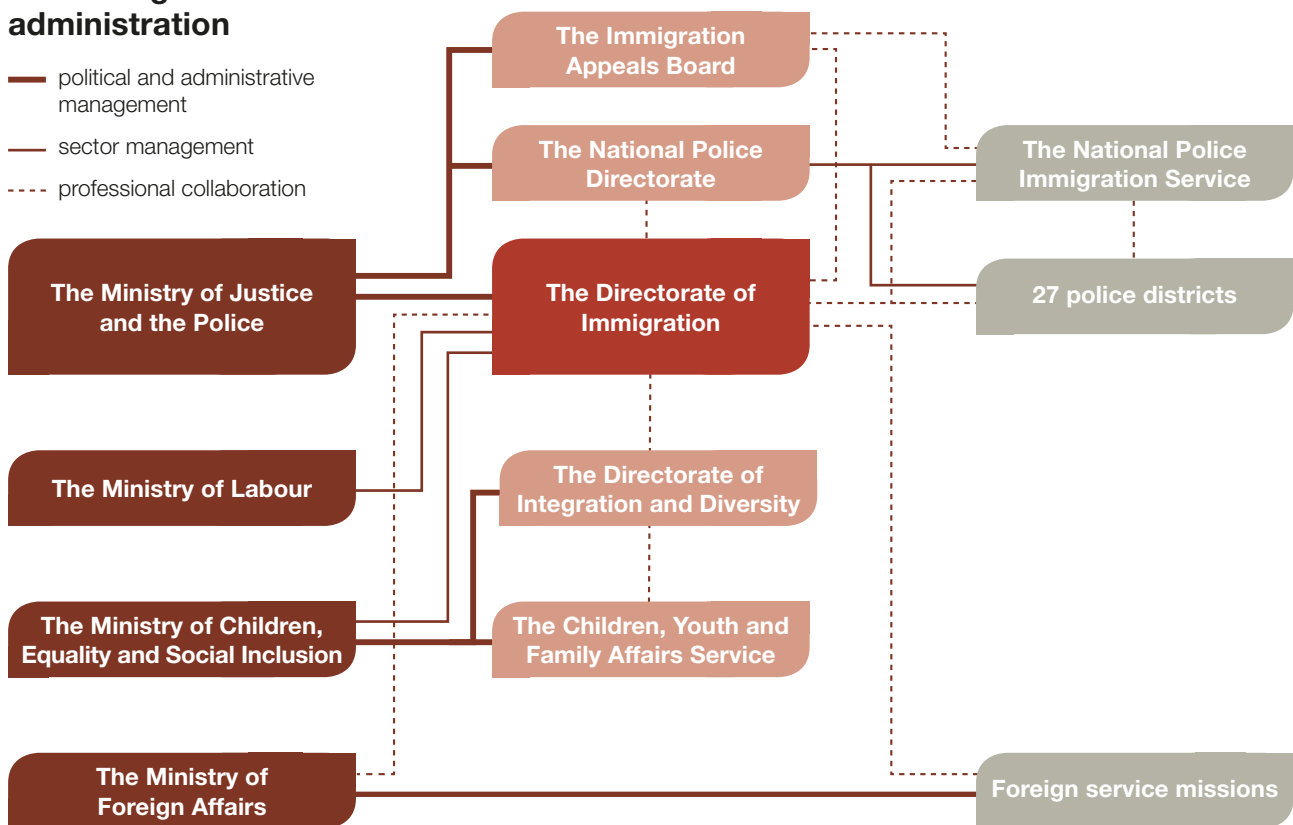 administration
political and administrative
management
sector management
professional collaboration
The Immigration
Appeals Board
The National Police
Directorate
The National Police
Immigration Service
The Ministry of Justice
and the Police
The Directorate of
Immigration
27 police districts
The Ministry of Labour
The Directorate of
Integration and Diversity
The Ministry of Children,
Equality and Social Inclusion
The Children, Youth and
Family Affairs Service
The Ministry of
Foreign Affairs
Foreign service missions